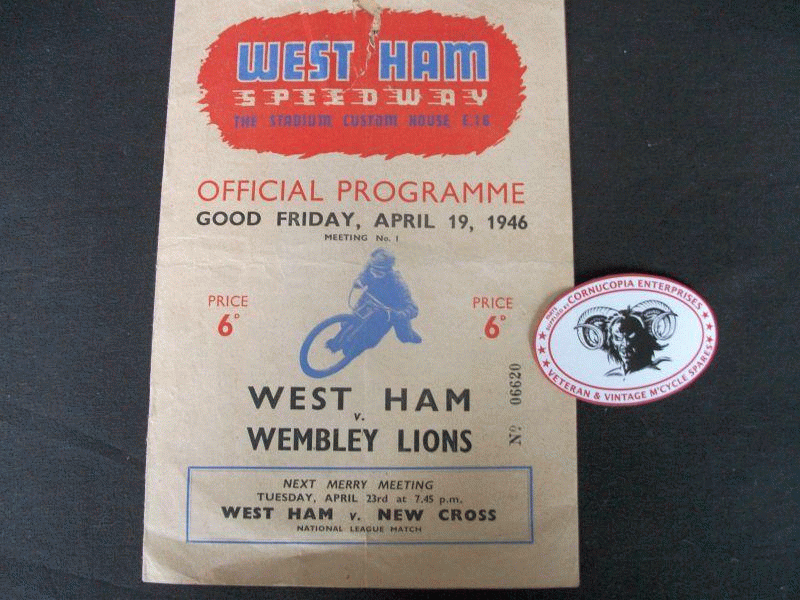 WEST HAM
SPEEDWAY
THE STADIUM CUSTOM HOUSE E.16
OFFICIAL PROGRAMME
GOOD FRIDAY, APRIL 19, 1946
MEETING No. 1
PRICE
6D
PRICE
6D
WEST HAM
v.
WEMBLEY LIONS
No 06620
NEXT MERRY MEETING
TUESDAY, APRIL 23rd at 7.45 p.m.
WEST HAM v. NEW CROSS
NATIONAL LEAGUE MATCH
SUPPLIED BY
CORNUCOPIA ENTERPRISES
VETERAN & VINTAGE M'CYCLE SPARES